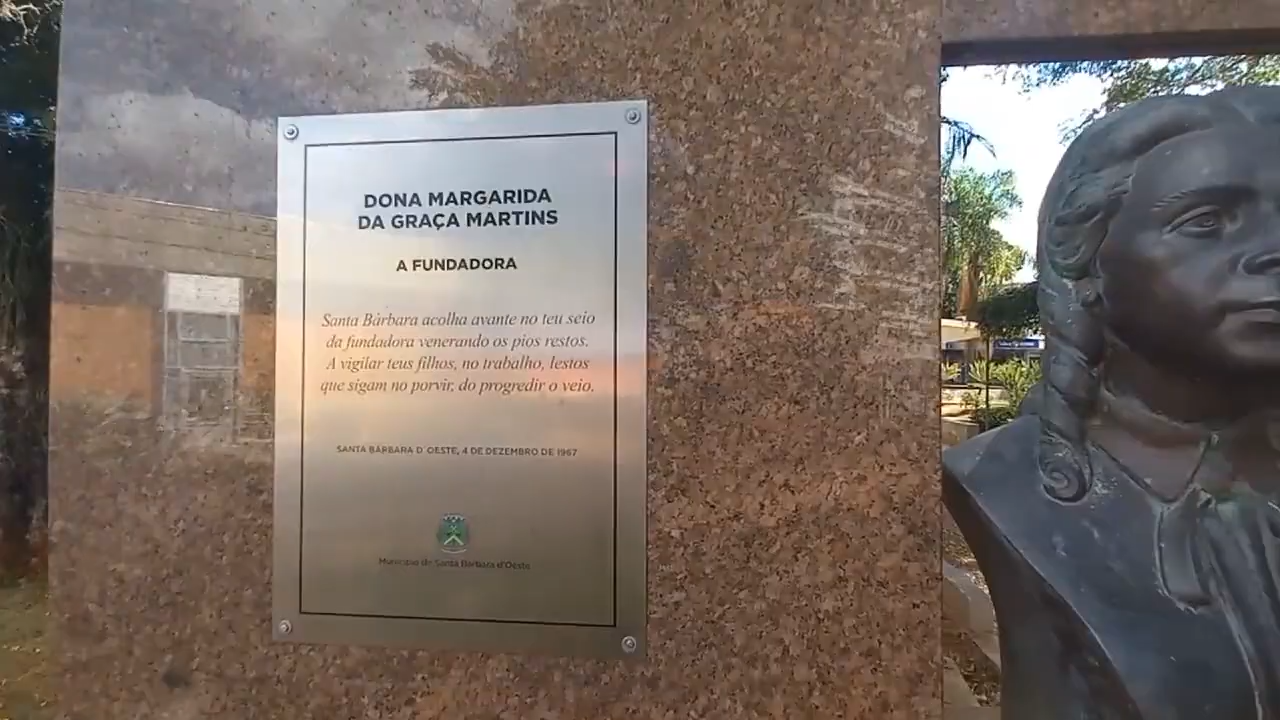 DONA MARGARIDA
DA GRAÇA MARTINS
A FUNDADORA
Santa Bárbara acolha avante no teu seio
da fundadora venerando os pios restos.
A vigilar teus filhos, no trabalho, lestos
que sigam no porvir, do progredir o veio.
SANTA BÁRBARA D'OESTE, 4 DE DEZEMBRO DE 1967
Município de Santa Bárbara d'Oeste